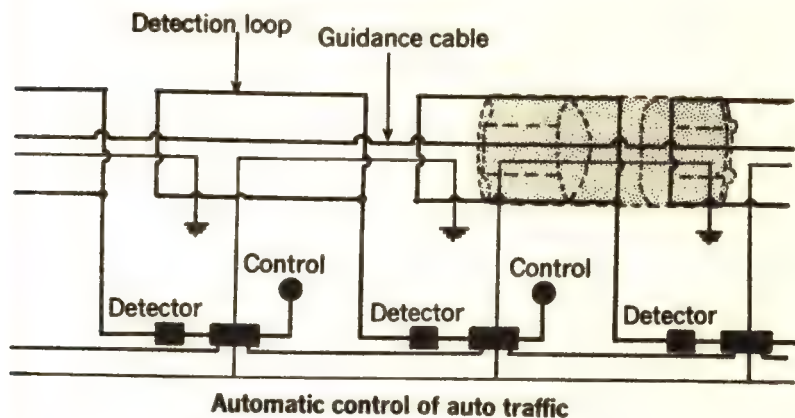 Detection loop
Guidance cable
Control
Control
Detector
Detector
Detector
Automatic control of auto traffic